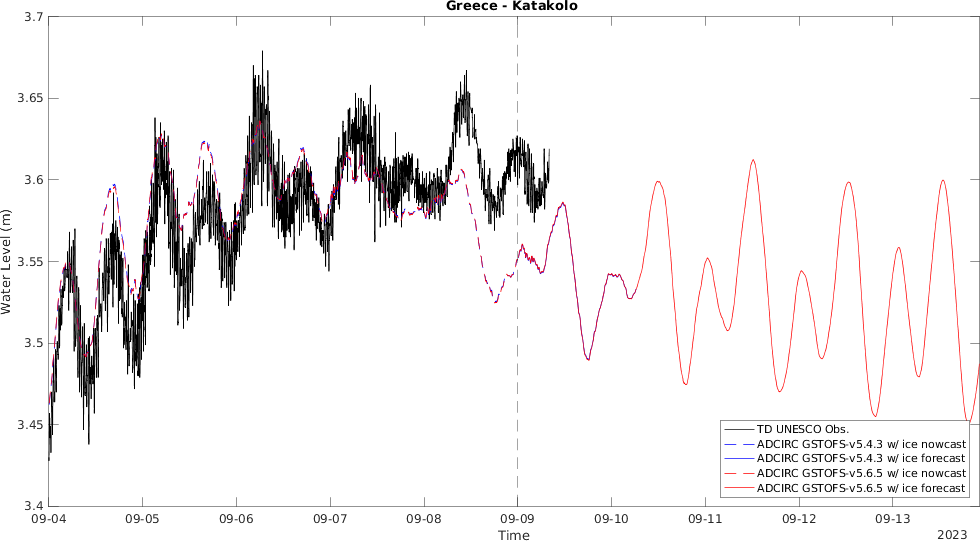 Greece - Katakolo
3.7
3.65
3.6
3.55
3.5
3.45
3.4
Water Level (m)
TD UNESCO Obs.
ADCIRC GSTOFS-v5.4.3 w/ ice nowcast
ADCIRC GSTOFS-v5.4.3 w/ ice forecast
ADCIRC GSTOFS-v5.6.5 w/ ice nowcast
ADCIRC GSTOFS-v5.6.5 w/ ice forecast
09-04 09-05 09-06 09-07 09-08 09-09 09-10 09-11 09-12 09-13
Time
2023